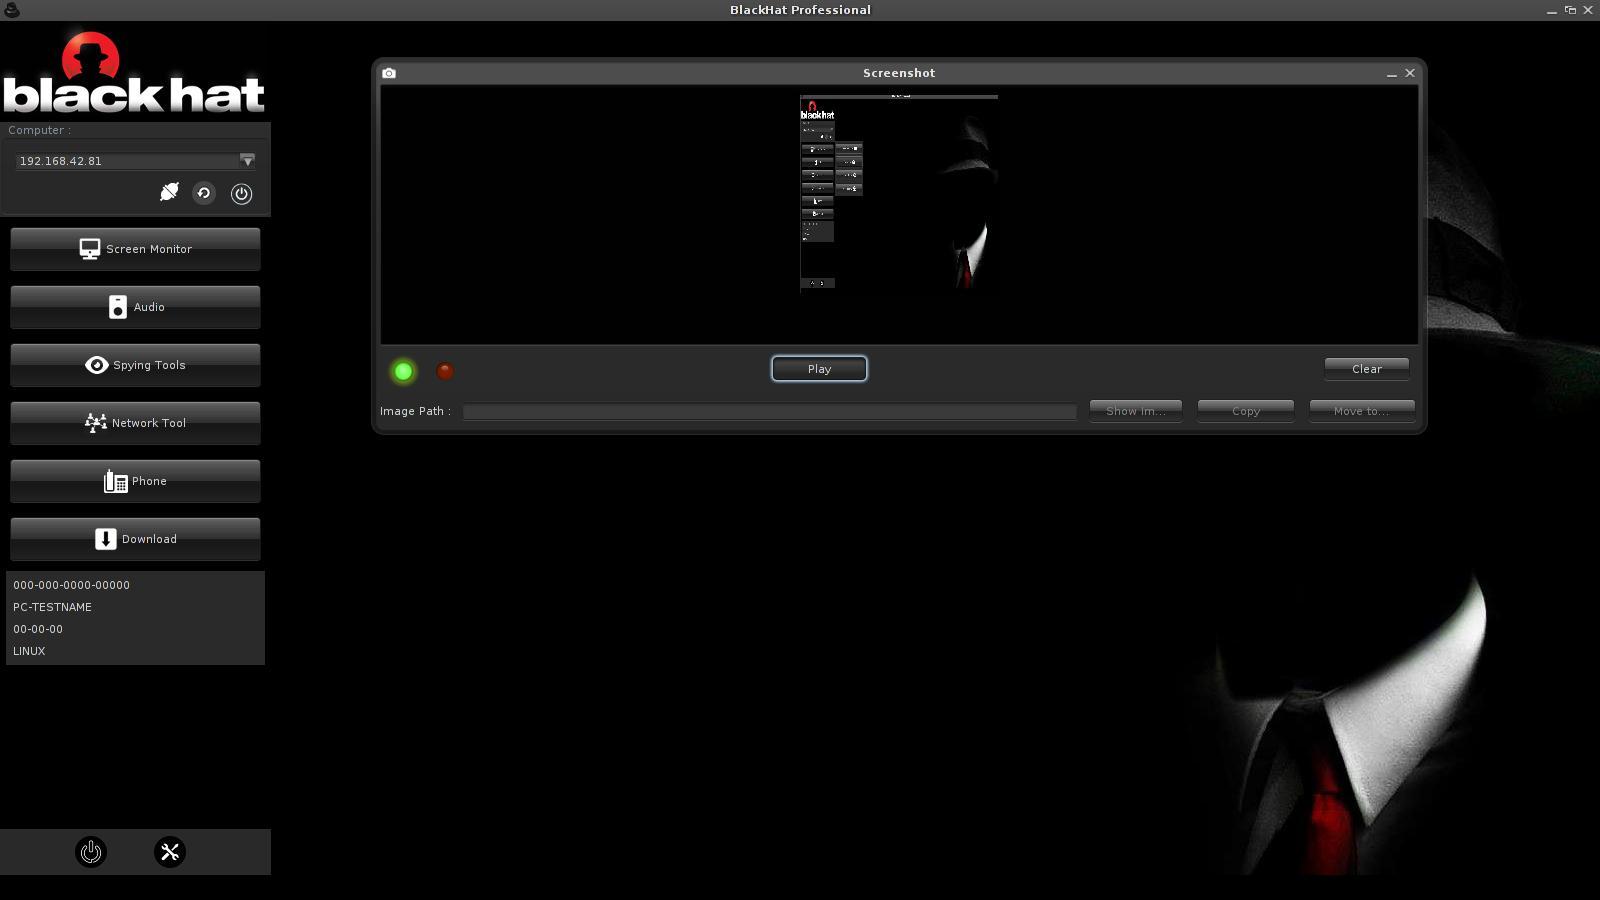 BlackHat Professional
black hat
Computer :
192.168.42.81
Screen Monitor
Audio
Spying Tools
Network Tool
Phone
Download
000-000-0000-00000
PC-TESTNAME
00-00-00
LINUX
Screenshot
black hat
Play
Clear
Image Path :
Show Im...
Copy
Move to...